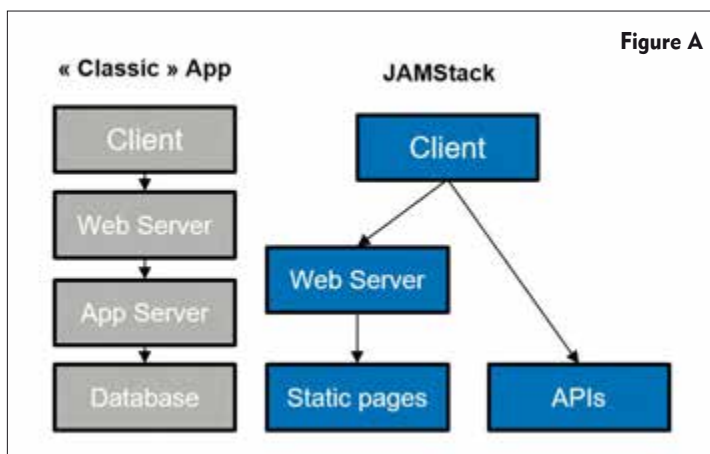 Figure A
« Classic » App
Client
Web Server
App Server
Database
JAMStack
Client
Web Server
Static pages
APIs